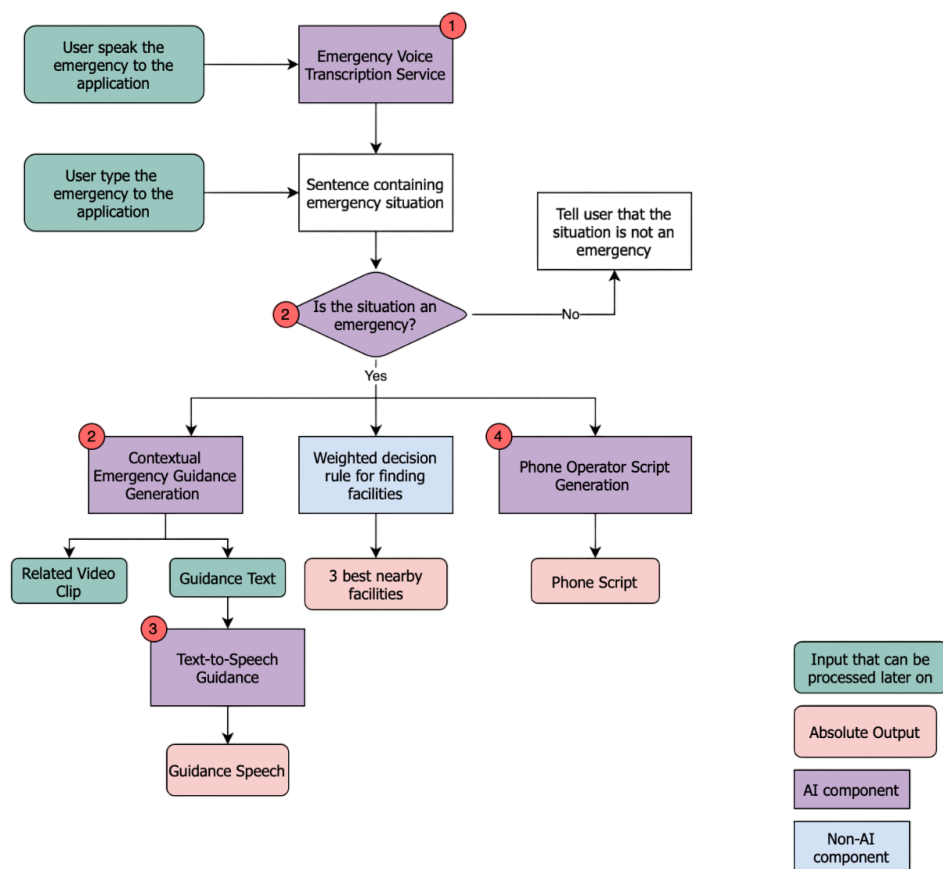 1
User speak the
emergency to the
application
Emergency Voice
Transcription Service
User type the
emergency to the
application
Sentence containing
emergency situation
Tell user that the
situation is not an
emergency
2
Is the situation an
emergency?
No
Yes
2
Contextual
Emergency Guidance
Generation
Weighted decision
rule for finding
facilities
4
Phone Operator Script
Generation
Related Video
Clip
Guidance Text
3 best nearby
facilities
Phone Script
3
Text-to-Speech
Guidance
Guidance Speech
Input that can be
processed later on
Absolute Output
AI component
Non-AI
component